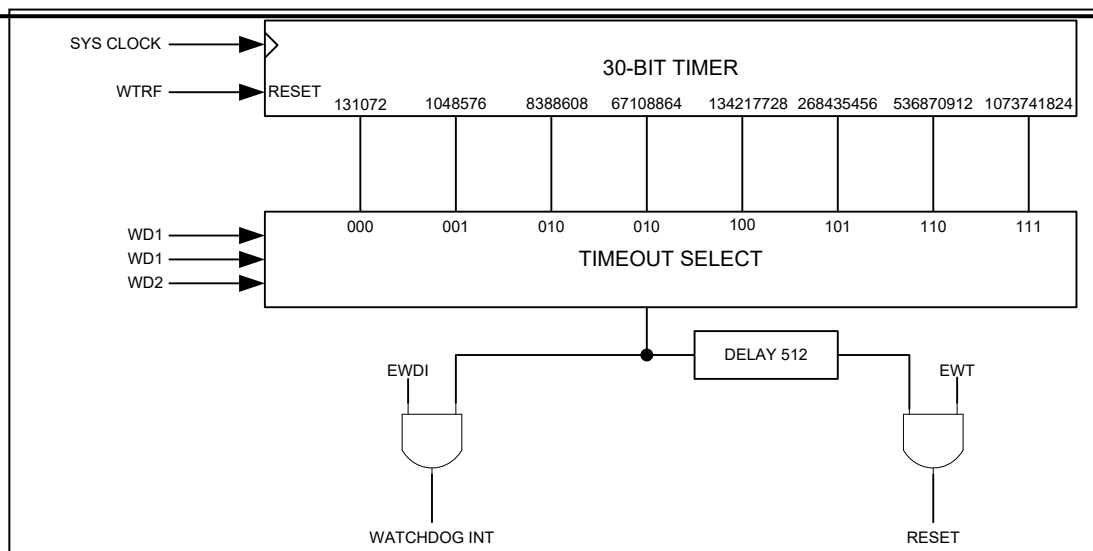 SYS CLOCK
30-BIT TIMER
WTRF
RESET
131072 1048576 8388608 67108864 134217728 268435456 536870912 1073741824
000 001 010 010 100 101 110 111
WD1
TIMEOUT SELECT
WD1
WD2
DELAY 512
EWDI
EWT
WATCHDOG INT
RESET